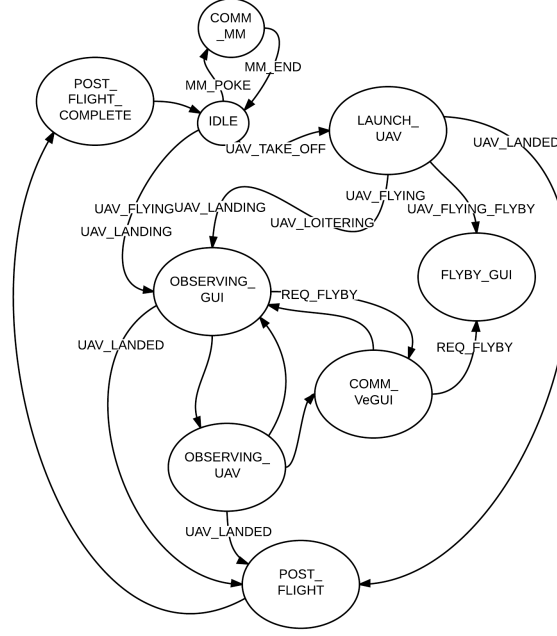 COMM
_MM
MM_END
MM_POKE
POST_
FLIGHT_
COMPLETE
IDLE
LAUNCH_
UAV
UAV_TAKE_OFF
UAV_LANDED
UAV_FLYING
UAV_FLYINGUAV_LANDING
UAV_FLYING_FLYBY
UAV_LOITERING
UAV_LANDING
OBSERVING_
GUI
FLYBY_GUI
REQ_FLYBY
UAV_LANDED
REQ_FLYBY
COMM_
VeGUI
OBSERVING_
UAV
UAV_LANDED
POST_
FLIGHT